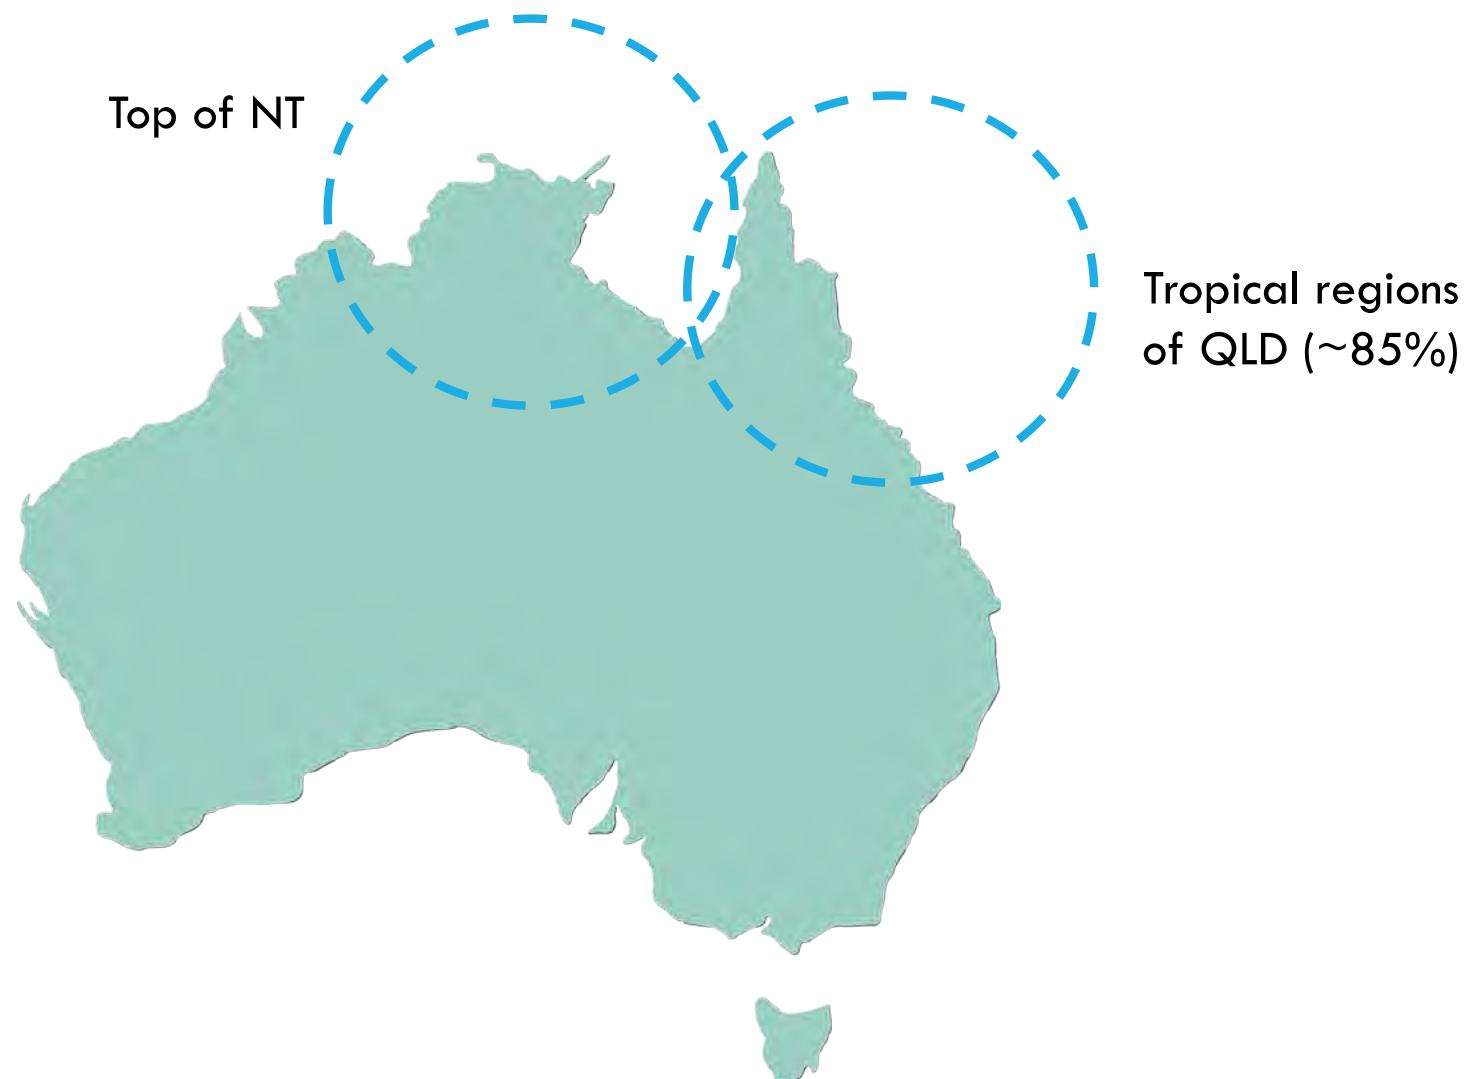 Top of NT
Tropical regions
of QLD (~85%)